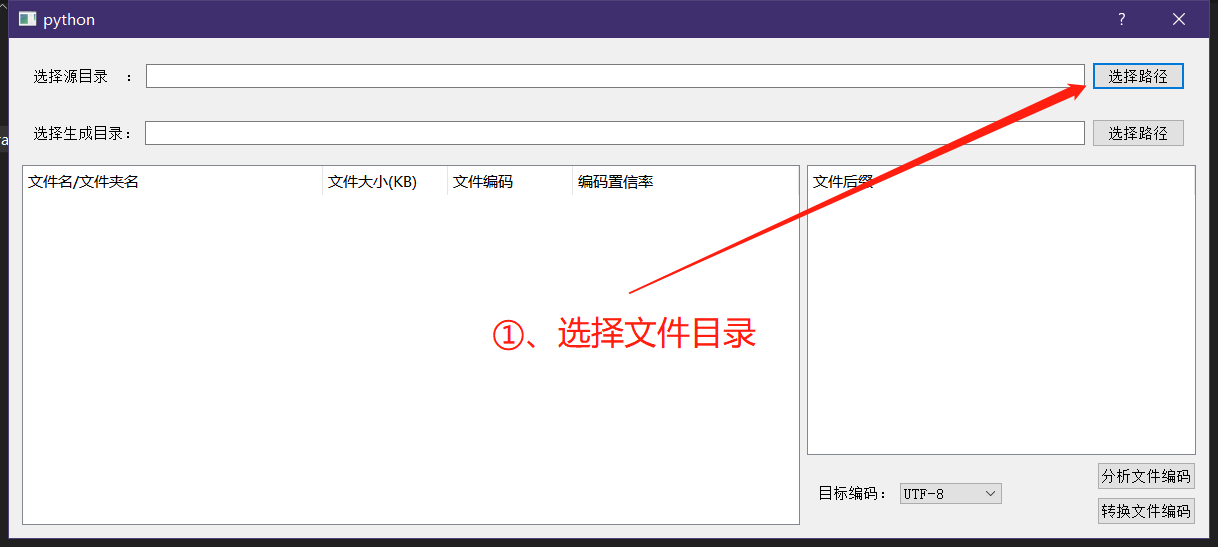 python
选择源目录 ： 选择路径
选择生成目录： 选择路径
文件名/文件夹名 文件大小(KB) 文件编码 编码置信率 文件后缀
①、选择文件目录
分析文件编码
目标编码： UTF-8
转换文件编码
ra